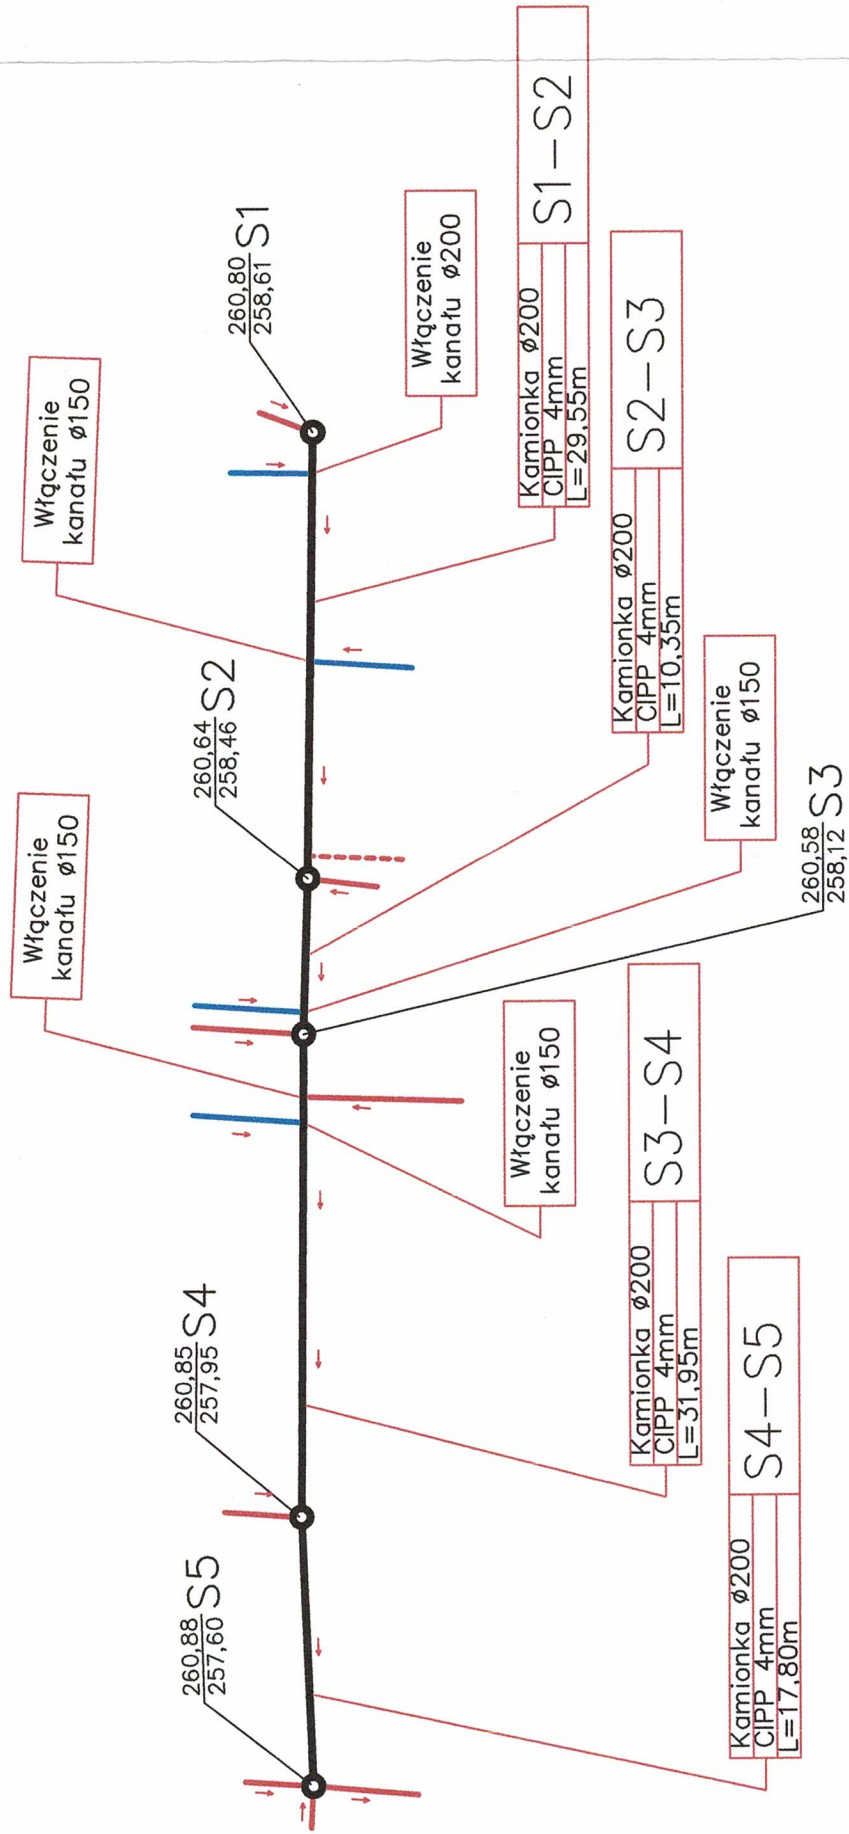 260,88
257,60
S5
260,85
257,95
S4
Włączenie
kanału ø150
260,64
258,46
S2
Włączenie
kanału ø150
260,80
258,61
S1
Włączenie
kanału ø200
Włączenie
kanału ø150
Włączenie
kanału ø150
260,58
258,12
S3
Kamionka ø200
CIPP 4mm
L=17,80m
S4–S5
Kamionka ø200
CIPP 4mm
L=31,95m
S3–S4
Kamionka ø200
CIPP 4mm
L=10,35m
S2–S3
Kamionka ø200
CIPP 4mm
L=29,55m
S1–S2